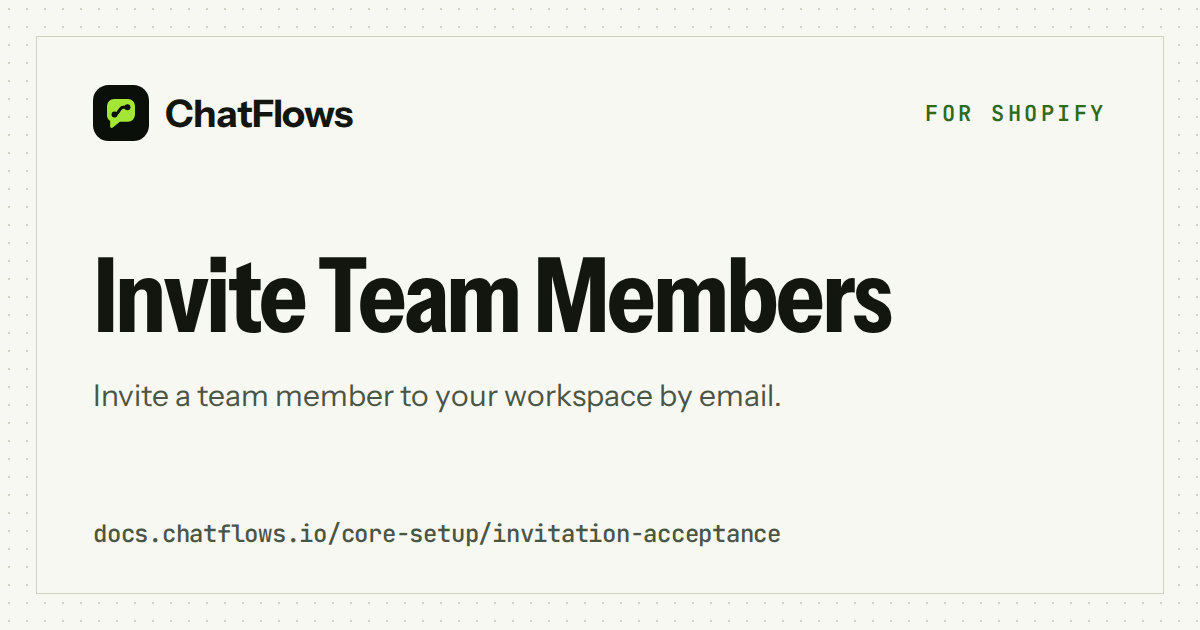 ChatFlows
FOR SHOPIFY
Invite Team Members
Invite a team member to your workspace by email.
docs.chatflows.io/core-setup/invitation-acceptance